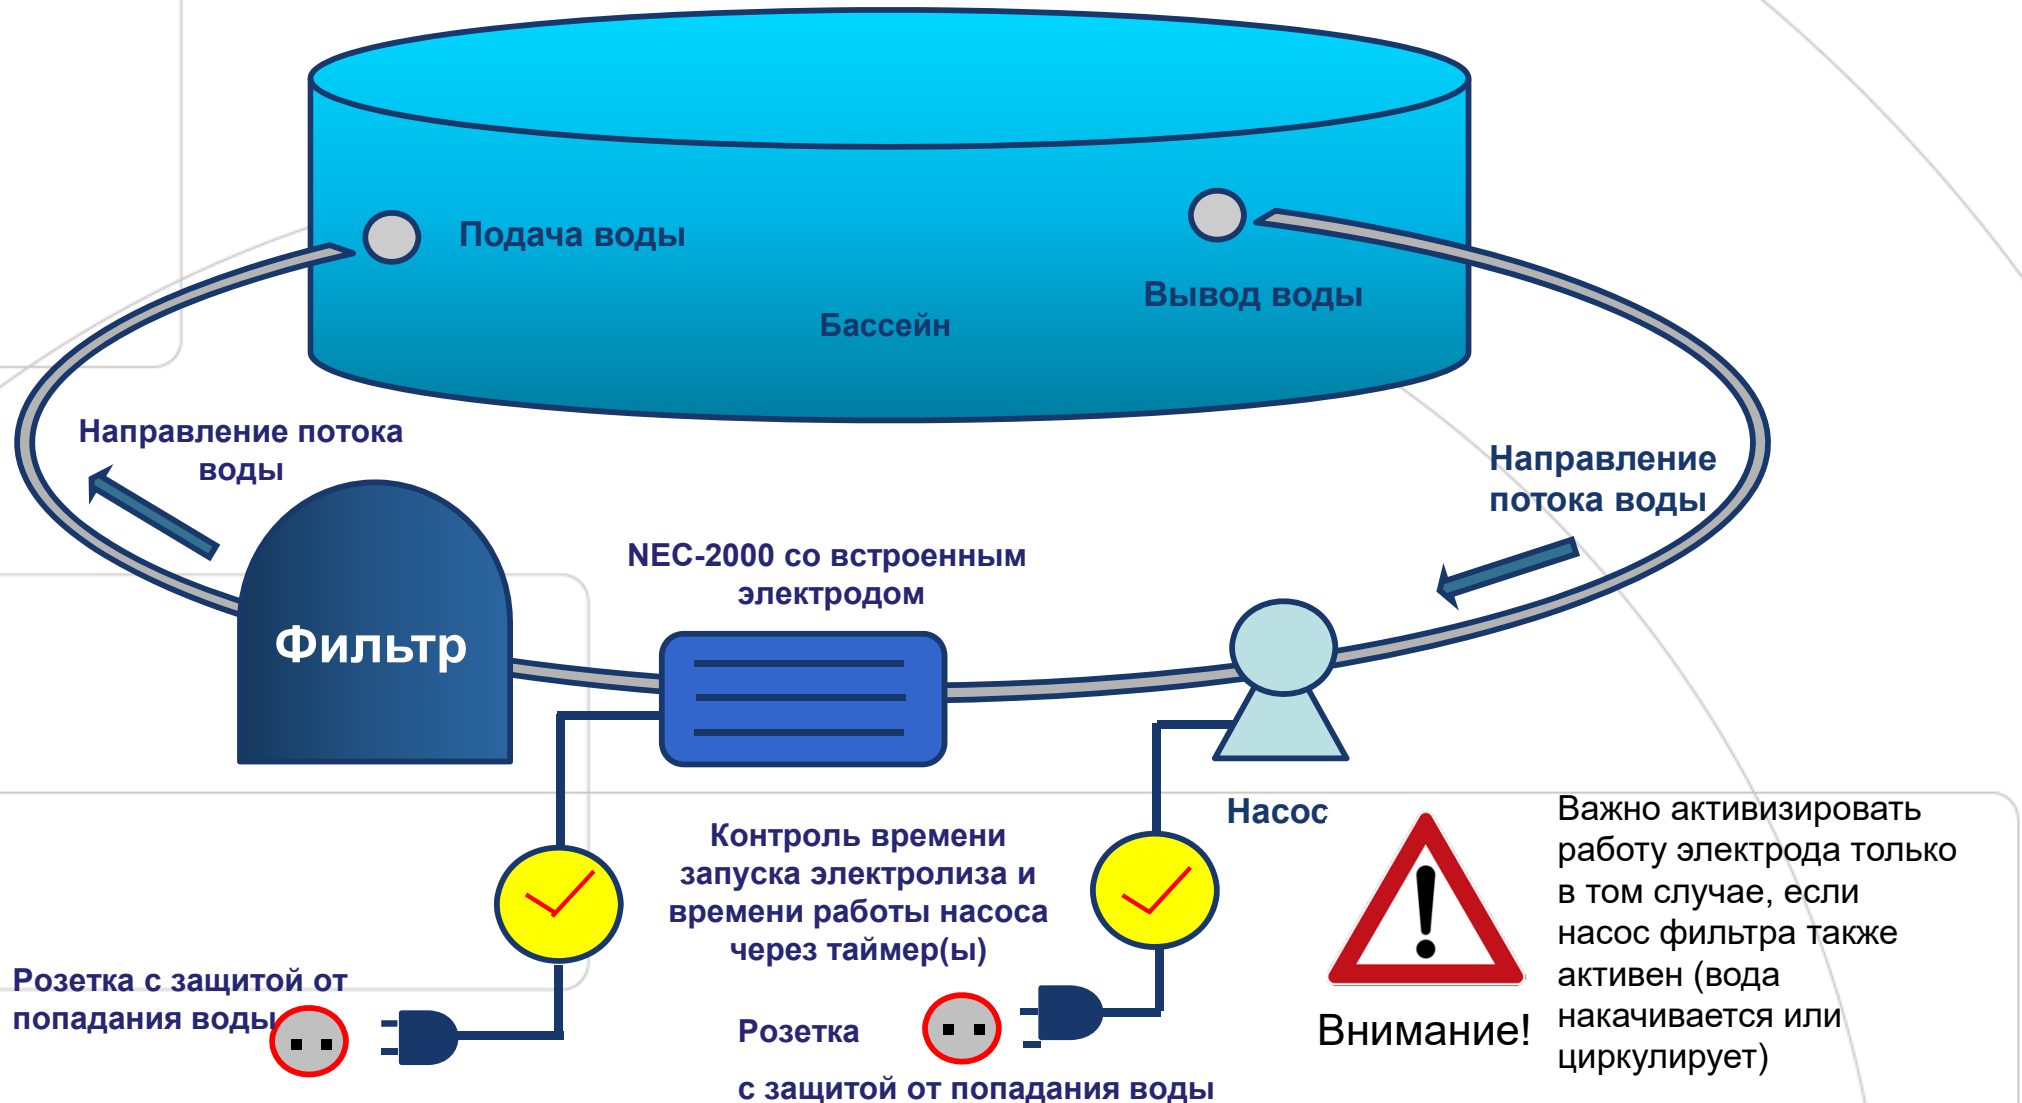 Подача воды
Вывод воды
Бассейн
Направление потока
воды
Направление
потока воды
NEC-2000 со встроенным
электродом
Фильтр
Насос
Контроль времени
запуска электролиза и
времени работы насоса
через таймер(ы)
Розетка с защитой от
попадания воды
Розетка
с защитой от попадания воды
Внимание!
Важно активизировать
работу электрода только
в том случае, если
насос фильтра также
активен (вода
накачивается или
циркулирует)